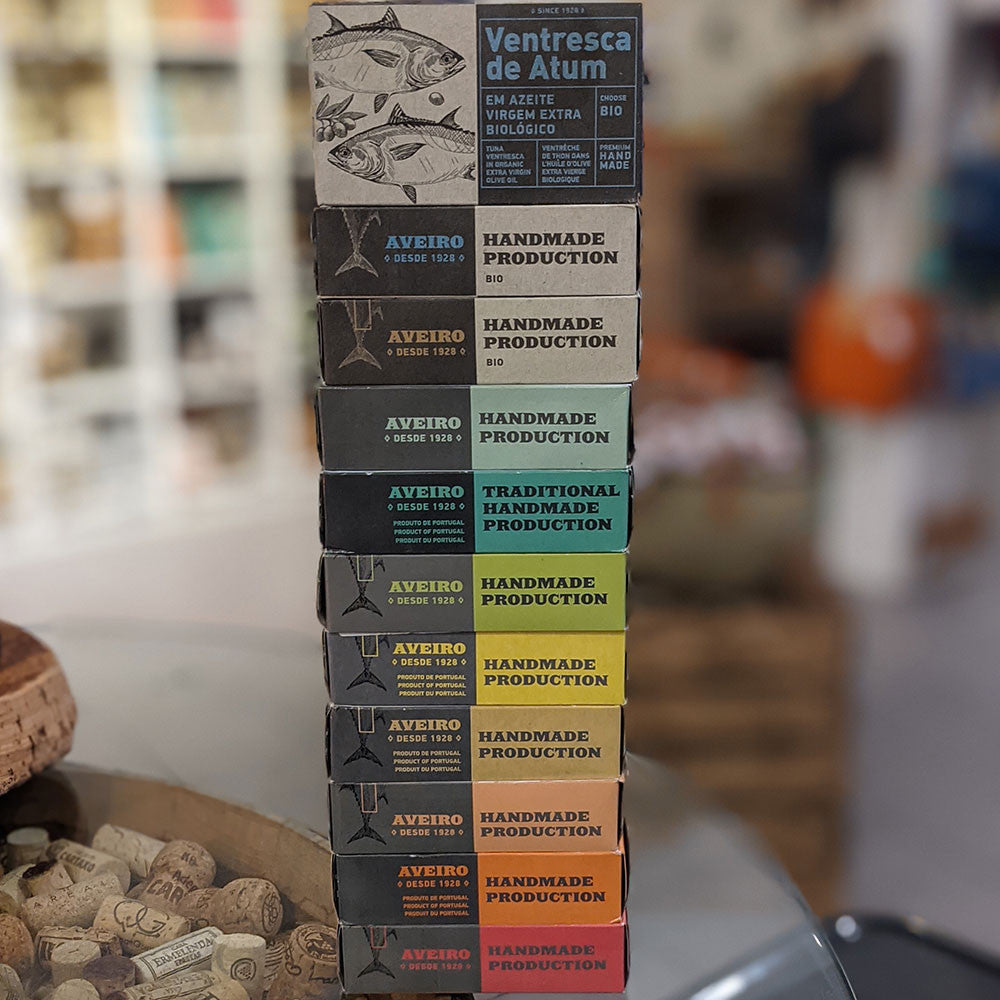 ◊ SINCE 1928 ◊
Ventresca
de Atum
EM AZEITE
VIRGEM EXTRA
BIOLÓGICO
CHOOSE
BIO
TUNA
VENTRESCA
IN ORGANIC
EXTRA VIRGIN
OLIVE OIL
VENTRÈCHE
DE THON DANS
L'HUILE D'OLIVE
EXTRA VIERGE
BIOLOGIQUE
PREMIUM
HAND
MADE
AVEIRO
◊ DESDE 1928 ◊
HANDMADE
PRODUCTION
BIO
AVEIRO
◊ DESDE 1928 ◊
HANDMADE
PRODUCTION
BIO
AVEIRO
◊ DESDE 1928 ◊
HANDMADE
PRODUCTION
AVEIRO
◊ DESDE 1928 ◊
PRODUTO DE PORTUGAL
PRODUCT OF PORTUGAL
PRODUIT DU PORTUGAL
TRADITIONAL
HANDMADE
PRODUCTION
AVEIRO
◊ DESDE 1928 ◊
HANDMADE
PRODUCTION
AVEIRO
◊ DESDE 1928 ◊
PRODUTO DE PORTUGAL
PRODUCT OF PORTUGAL
PRODUIT DU PORTUGAL
HANDMADE
PRODUCTION
AVEIRO
◊ DESDE 1928 ◊
PRODUTO DE PORTUGAL
PRODUCT OF PORTUGAL
PRODUIT DU PORTUGAL
HANDMADE
PRODUCTION
AVEIRO
◊ DESDE 1928 ◊
HANDMADE
PRODUCTION
AVEIRO
◊ DESDE 1928 ◊
PRODUTO DE PORTUGAL
PRODUCT OF PORTUGAL
PRODUIT DU PORTUGAL
HANDMADE
PRODUCTION
AVEIRO
◊ DESDE 1928 ◊
HANDMADE
PRODUCTION
CARTAXO
ERMELINDA
FREITAS